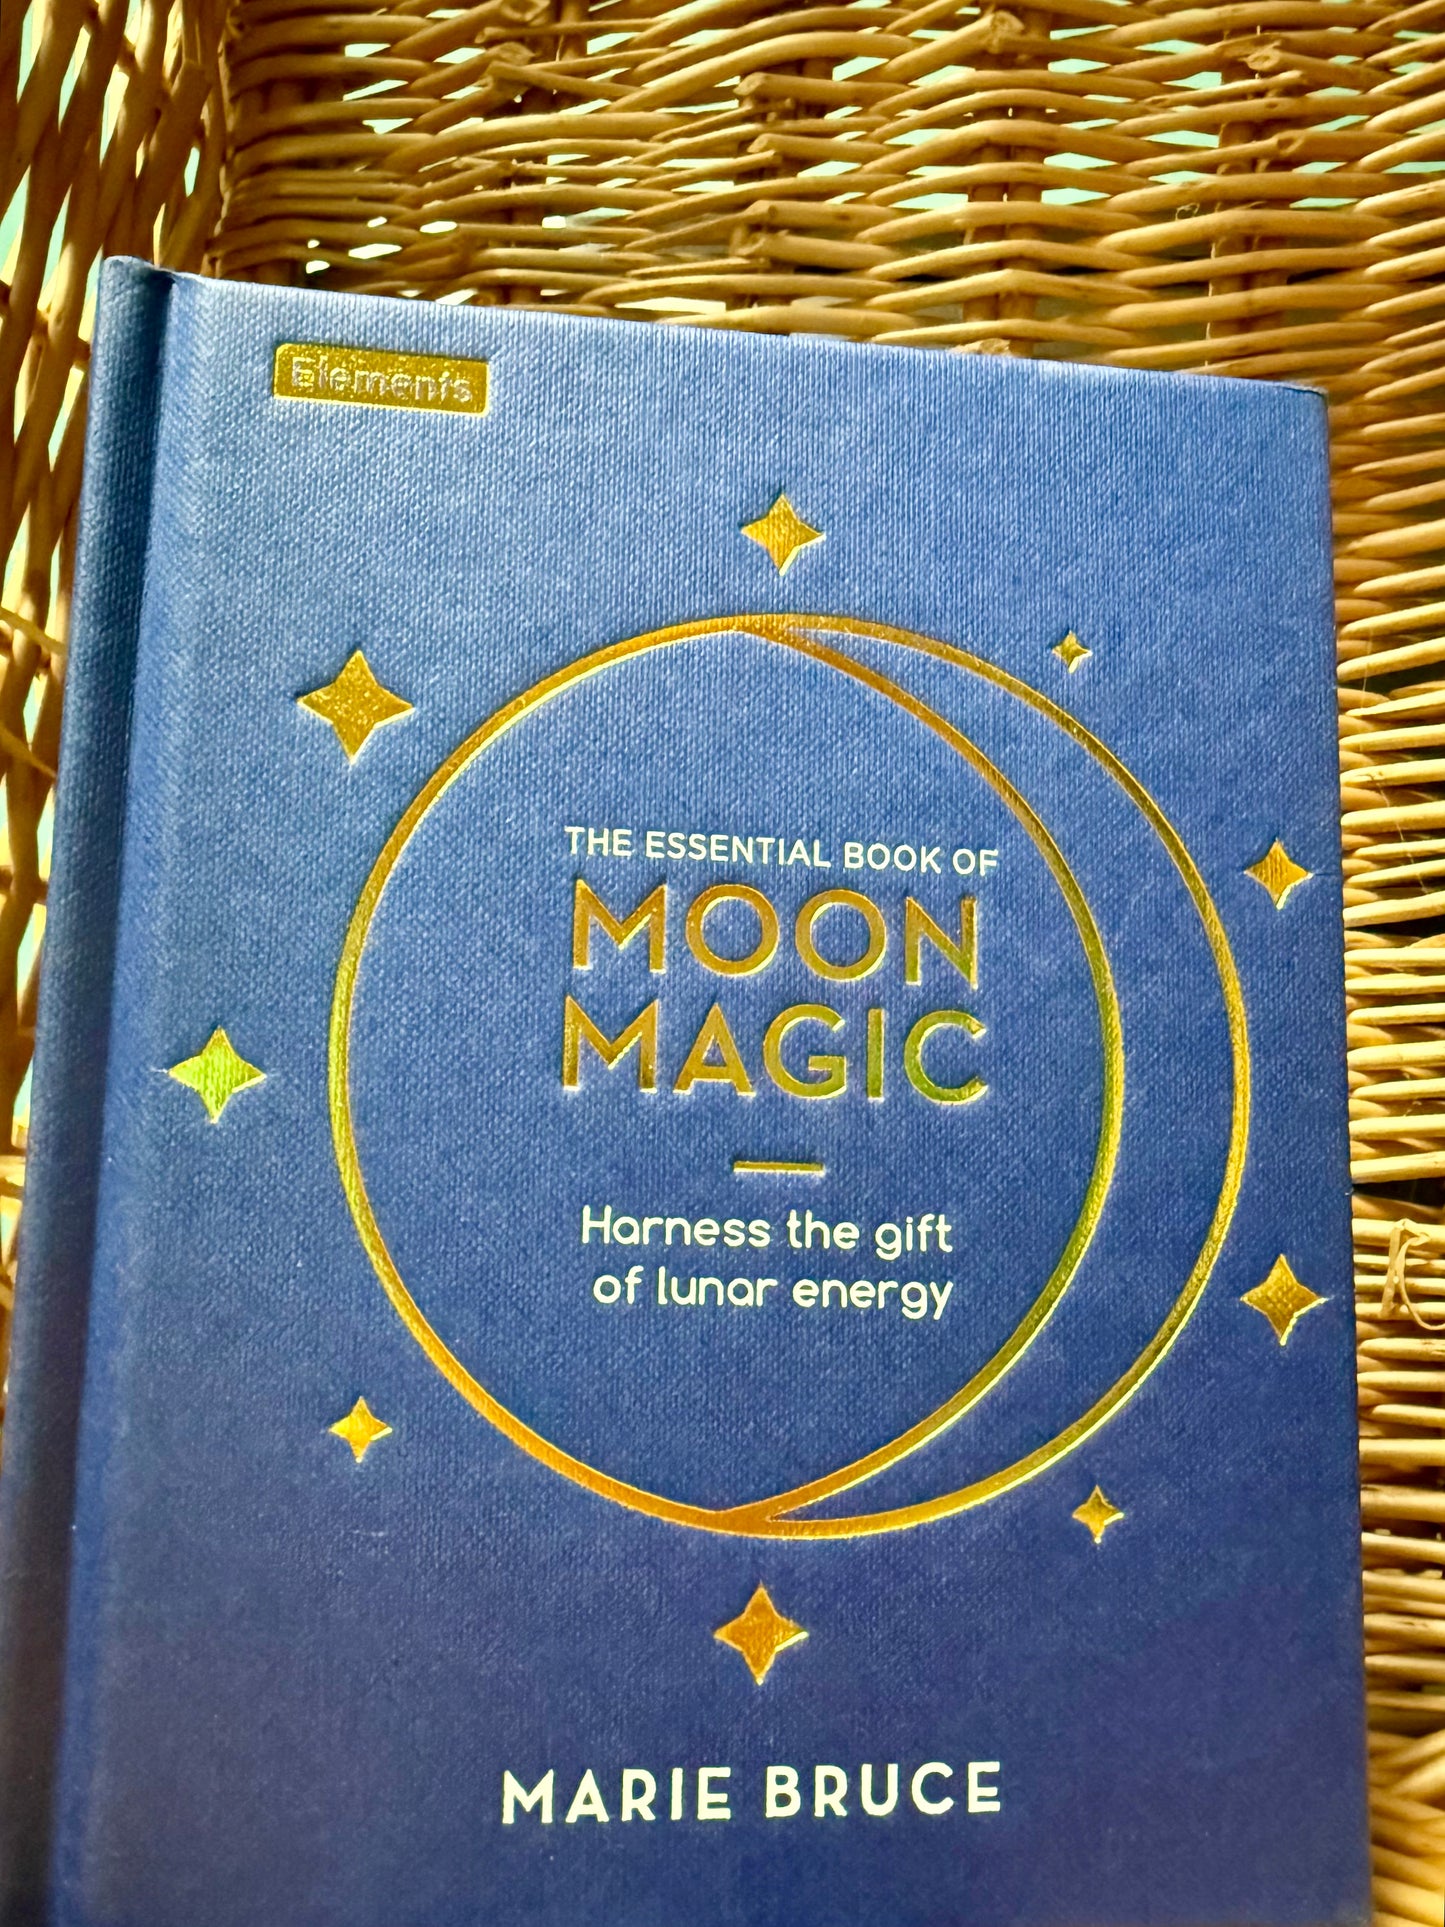 Elements
THE ESSENTIAL BOOK OF
MOON
MAGIC
Harness the gift
of lunar energy
MARIE BRUCE